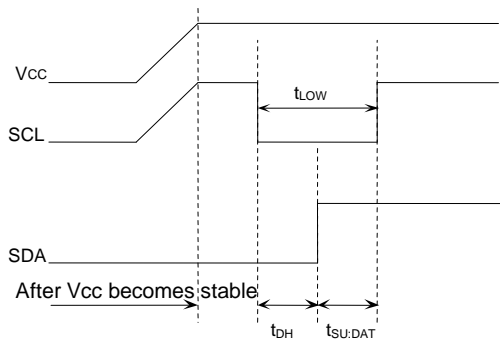 VCC
tLOW
SCL
SDA
After Vcc becomes stable
tDH
tSU:DAT